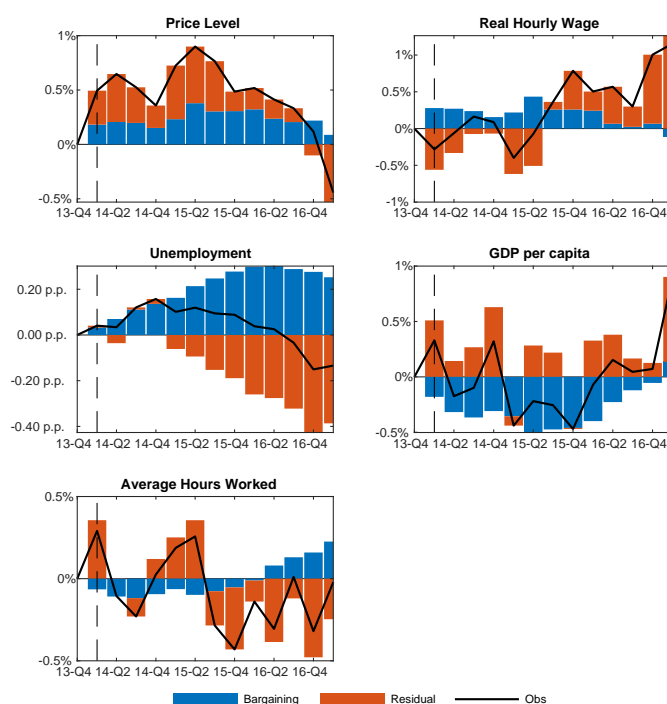 Price Level
1%
0.5%
0%
-0.5%
13-Q4 14-Q2 14-Q4 15-Q2 15-Q4 16-Q2 16-Q4
Real Hourly Wage
1%
0.5%
0%
-0.5%
-1%
13-Q4 14-Q2 14-Q4 15-Q2 15-Q4 16-Q2 16-Q4
Unemployment
0.20 p.p.
0.00 p.p.
-0.20 p.p.
-0.40 p.p.
13-Q4 14-Q2 14-Q4 15-Q2 15-Q4 16-Q2 16-Q4
GDP per capita
1%
0.5%
0%
-0.5%
13-Q4 14-Q2 14-Q4 15-Q2 15-Q4 16-Q2 16-Q4
Average Hours Worked
0.5%
0%
-0.5%
13-Q4 14-Q2 14-Q4 15-Q2 15-Q4 16-Q2 16-Q4
Bargaining Residual Obs